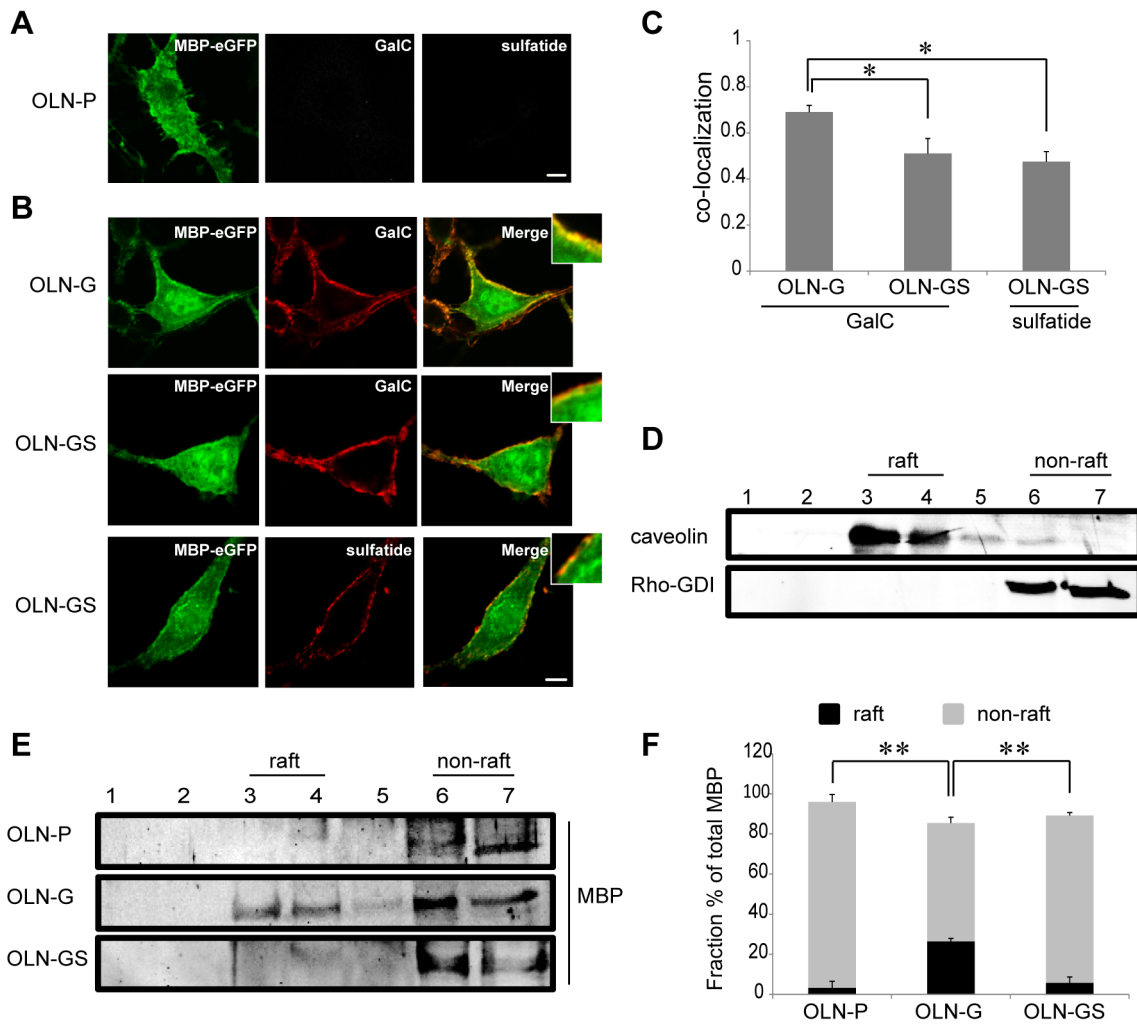 A
MBP-eGFP GalC sulfatide
OLN-P
B
MBP-eGFP GalC Merge
OLN-G
MBP-eGFP GalC Merge
OLN-GS
MBP-eGFP sulfatide Merge
OLN-GS
C
co-localization
1
0.8
0.6
0.4
0.2
0
* *
OLN-G OLN-GS OLN-GS
GalC sulfatide
D
raft non-raft
1 2 3 4 5 6 7
caveolin
Rho-GDI
E
raft non-raft
1 2 3 4 5 6 7
OLN-P
OLN-G
OLN-GS
MBP
F
raft non-raft
Fraction % of total MBP
120
100
80
60
40
20
0
** **
OLN-P OLN-G OLN-GS